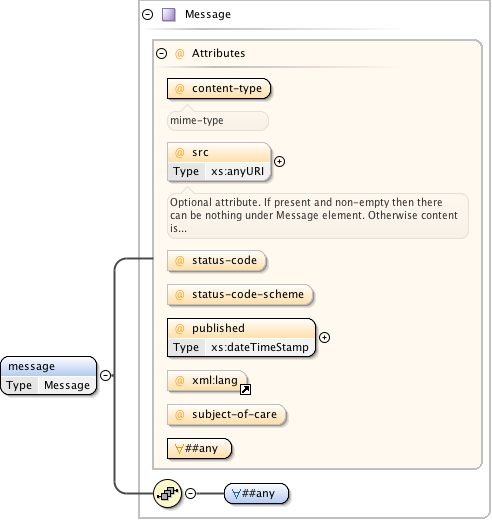 Message
@ Attributes
@ content-type
mime-type
@ src
Type xs:anyURI
Optional attribute. If present and non-empty then there
can be nothing under Message element. Otherwise content
is...
@ status-code
@ status-code-scheme
@ published
Type xs:dateTimeStamp
message
Type Message
@ xml:lang
@ subject-of-care
∀##any
∀##any